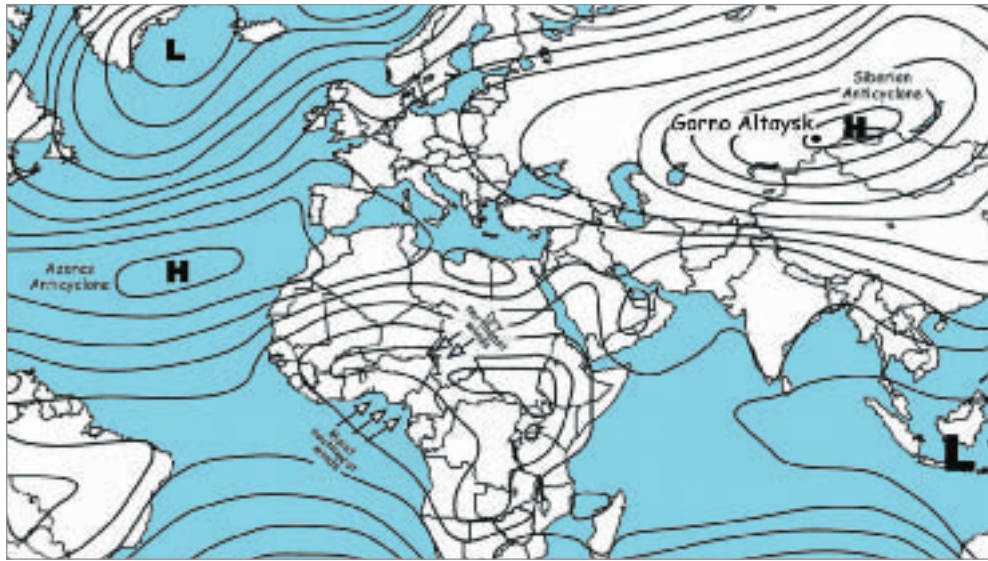 L
Siberian
Anticyclone
Gorno Altaysk
H
Azores
Anticyclone
H
L